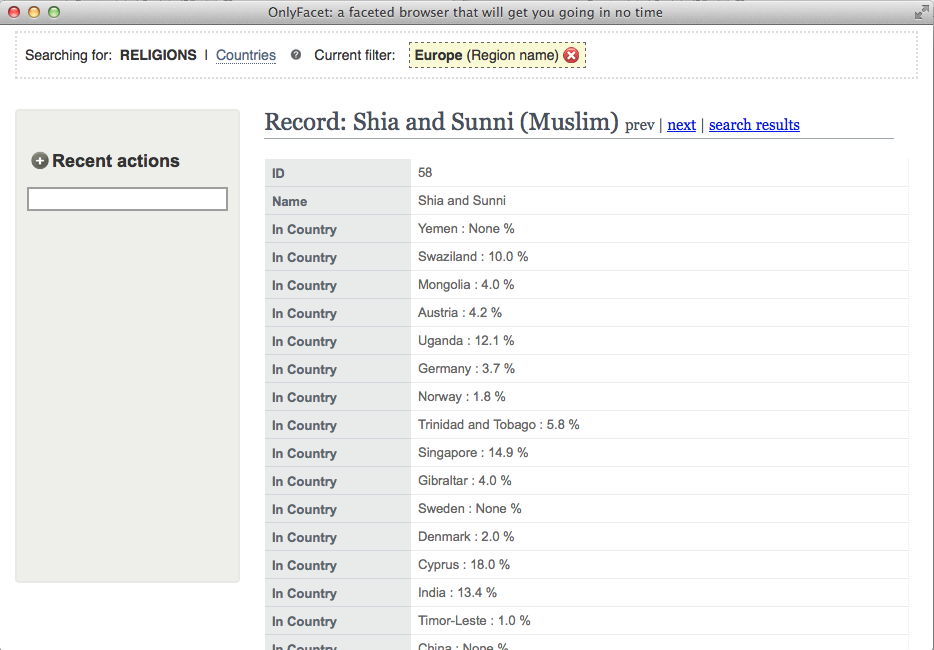 OnlyFacet: a faceted browser that will get you going in no time
Searching for: RELIGIONS | Countries ? Current filter: Europe (Region name)
Recent actions
Record: Shia and Sunni (Muslim) prev | next | search results
ID 58
Name Shia and Sunni
In Country Yemen : None %
In Country Swaziland : 10.0 %
In Country Mongolia : 4.0 %
In Country Austria : 4.2 %
In Country Uganda : 12.1 %
In Country Germany : 3.7 %
In Country Norway : 1.8 %
In Country Trinidad and Tobago : 5.8 %
In Country Singapore : 14.9 %
In Country Gibraltar : 4.0 %
In Country Sweden : None %
In Country Denmark : 2.0 %
In Country Cyprus : 18.0 %
In Country India : 13.4 %
In Country Timor-Leste : 1.0 %
In Country China : None %